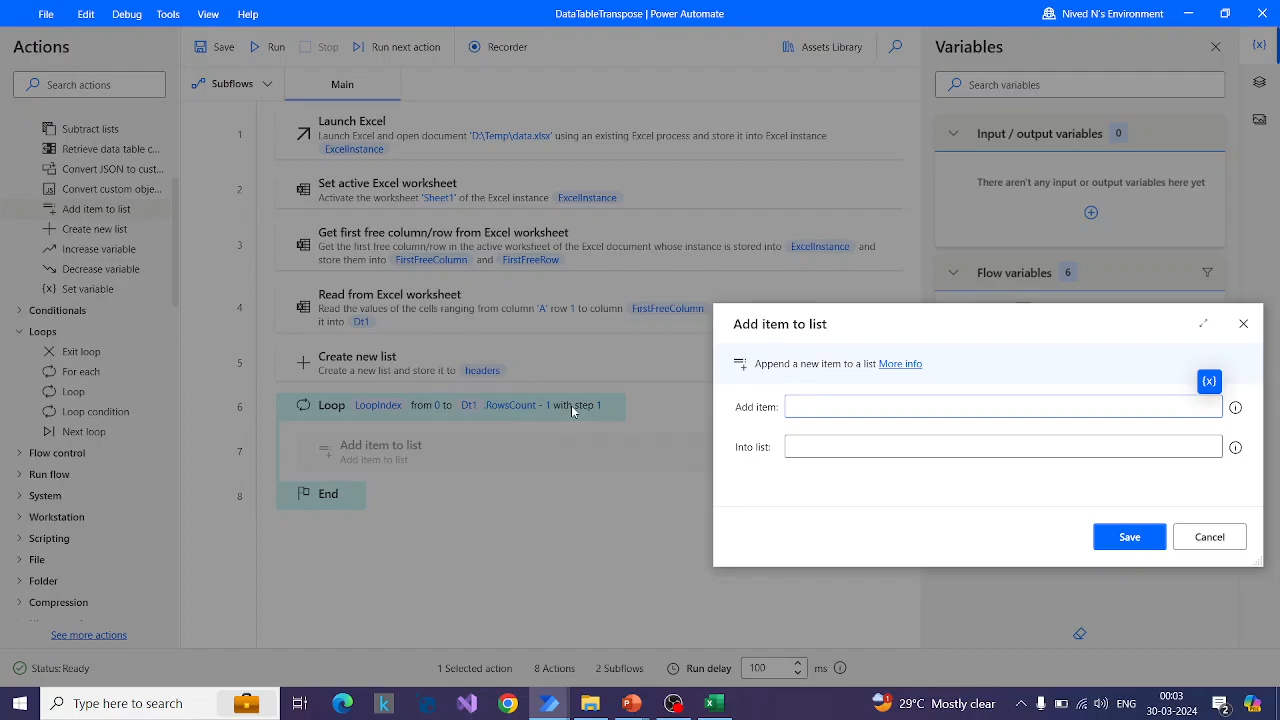 File Edit Debug Tools View Help DataTableTranspose | Power Automate Nived N's Environment
Actions Save Run Stop Run next action Recorder Assets Library Variables
Search actions Subflows Main Search variables
Subtract lists
Retrieve data table c...
Convert JSON to cust...
Convert custom obje...
Add item to list
Create new list
Increase variable
Decrease variable
{x} Set variable
Conditionals
Loops
Exit loop
For each
Loop
Loop condition
Next loop
Flow control
Run flow
System
Workstation
Scripting
File
Folder
Compression
See more actions
1 Launch Excel
Launch Excel and open document 'D:\Temp\data.xlsx' using an existing Excel process and store it into Excel instance
ExcelInstance
2 Set active Excel worksheet
Activate the worksheet 'Sheet1' of the Excel instance ExcelInstance
3 Get first free column/row from Excel worksheet
Get the first free column/row in the active worksheet of the Excel document whose instance is stored into ExcelInstance and
store them into FirstFreeColumn and FirstFreeRow
4 Read from Excel worksheet
Read the values of the cells ranging from column 'A' row 1 to column FirstFreeColumn
it into Dt1
5 Create new list
Create a new list and store it to headers
6 Loop LoopIndex from 0 to Dt1 .RowsCount - 1 with step 1
7 Add item to list
Add item to list
8 End
Input / output variables 0
There aren't any input or output variables here yet
Flow variables 6
Add item to list
Append a new item to a list More info
{x}
Add item:
Into list:
Save Cancel
{x}
Status: Ready 1 Selected action 8 Actions 2 Subflows Run delay 100 ms
Type here to search 1 29°C Mostly clear ENG 00:03 30-03-2024 2